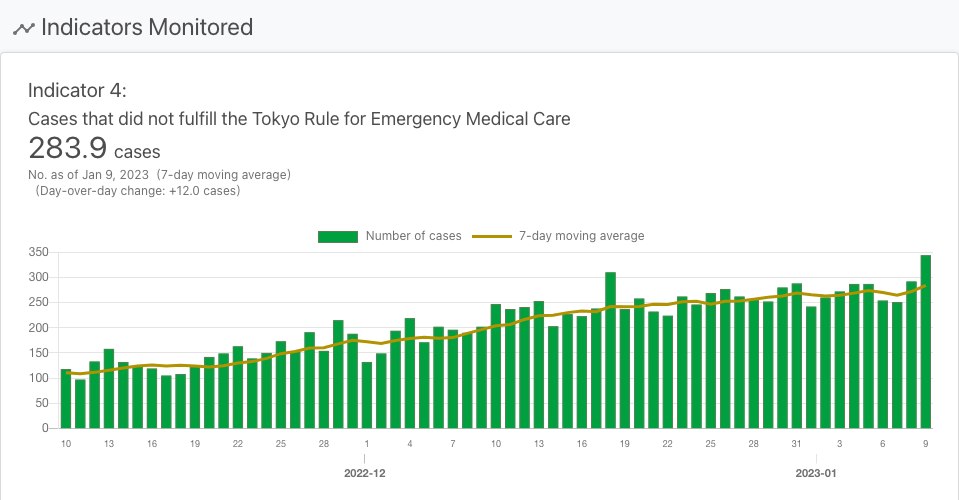 Indicators Monitored
Indicator 4:
Cases that did not fulfill the Tokyo Rule for Emergency Medical Care
283.9 cases
No. as of Jan 9, 2023 (7-day moving average)
(Day-over-day change: +12.0 cases)
Number of cases 7-day moving average
350
300
250
200
150
100
50
0
10 13 16 19 22 25 28 1 4 7 10 13 16 19 22 25 28 31 3 6 9
2022-12 2023-01